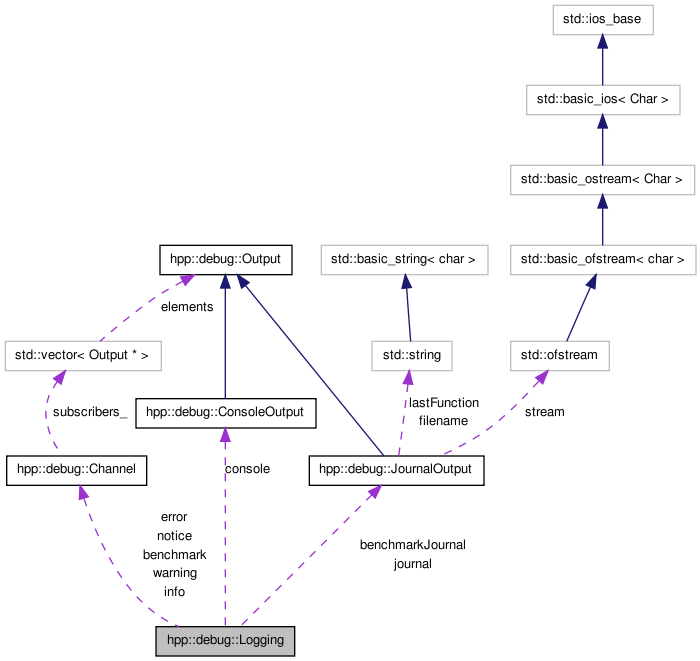 std::ios_base
std::basic_ios< Char >
std::basic_ostream< Char >
hpp::debug::Output
std::basic_string< char >
std::basic_ofstream< char >
elements
std::vector< Output * >
std::string
std::ofstream
subscribers_
hpp::debug::ConsoleOutput
lastFunction
filename
stream
hpp::debug::Channel
console
hpp::debug::JournalOutput
error
notice
benchmark
warning
info
benchmarkJournal
journal
hpp::debug::Logging